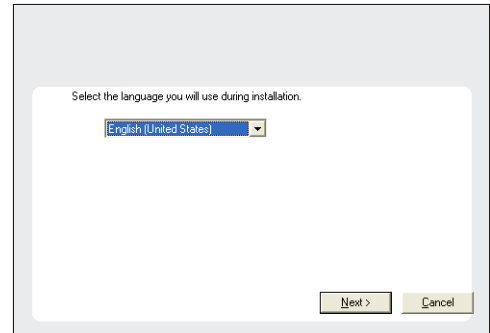 Select the language you will use during installation.
English (United States)
Next >
Cancel